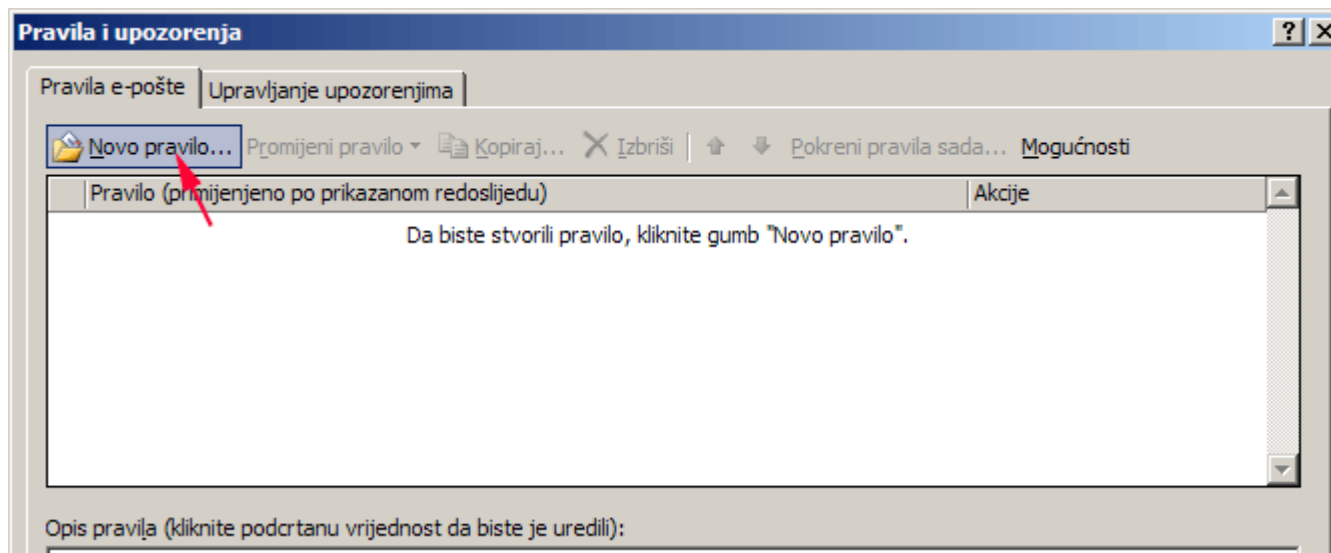 Pravila i upozorenja
Pravila e-pošte Upravljanje upozorenjima
Novo pravilo... Promijeni pravilo Kopiraj... Izbriši Pokreni pravila sada... Mogućnosti
Pravilo (primijenjeno po prikazanom redoslijedu) Akcije
Da biste stvorili pravilo, kliknite gumb "Novo pravilo".
Opis pravila (kliknite podcrtanu vrijednost da biste je uredili):